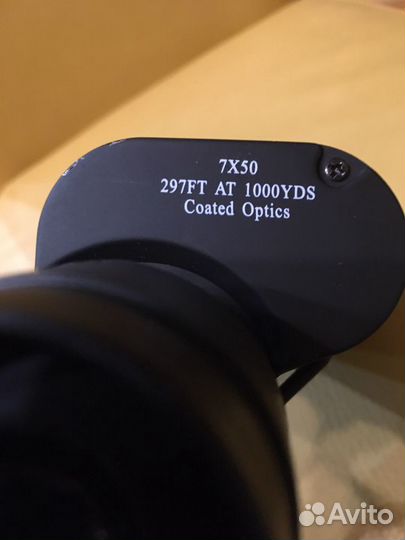 7X50
297FT AT 1000YDS
Coated Optics
Avito